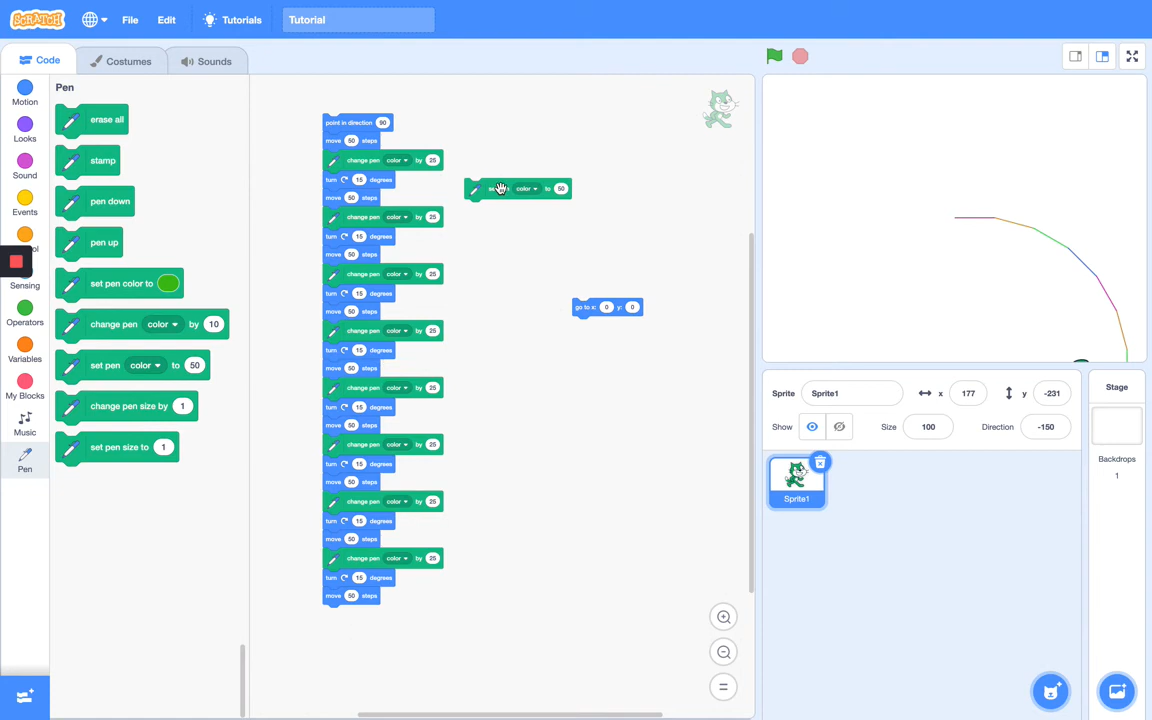 SCRATCH File Edit Tutorials Tutorial
Code Costumes Sounds
Motion
Looks
Sound
Events
Sensing
Operators
Variables
My Blocks
Music
Pen
Pen
erase all
stamp
pen down
pen up
set pen color to
change pen color by 10
set pen color to 50
change pen size by 1
set pen size to 1
point in direction 90
move 50 steps
change pen color by 25
turn 15 degrees
move 50 steps
change pen color by 25
turn 15 degrees
move 50 steps
change pen color by 25
turn 15 degrees
move 50 steps
change pen color by 25
turn 15 degrees
move 50 steps
change pen color by 25
turn 15 degrees
move 50 steps
change pen color by 25
turn 15 degrees
move 50 steps
change pen color by 25
turn 15 degrees
move 50 steps
change pen color by 25
turn 15 degrees
move 50 steps
color to 50
go to x: 0 y: 0
Sprite Sprite1 x 177 y -231
Show Size 100 Direction -150
Sprite1
Stage
Backdrops
1